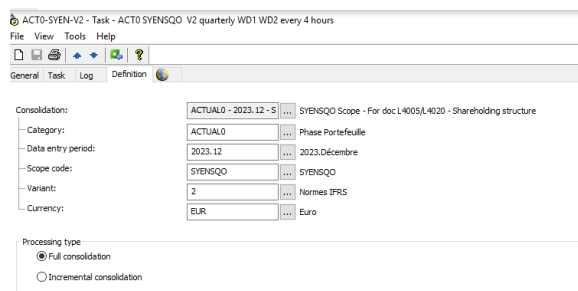 ACT0-SYEN-V2 - Task - ACT0 SYENSQO V2 quarterly WD1 WD2 every 4 hours
File View Tools Help
General Task Log Definition
Consolidation: ACTUAL0 - 2023.12 - S ... SYENSQO Scope - For doc L4005/L4020 - Shareholding structure
Category: ACTUAL0 ... Phase Portefeuille
Data entry period: 2023.12 ... 2023.Décembre
Scope code: SYENSQO ... SYENSQO
Variant: 2 ... Normes IFRS
Currency: EUR ... Euro
Processing type
Full consolidation
Incremental consolidation